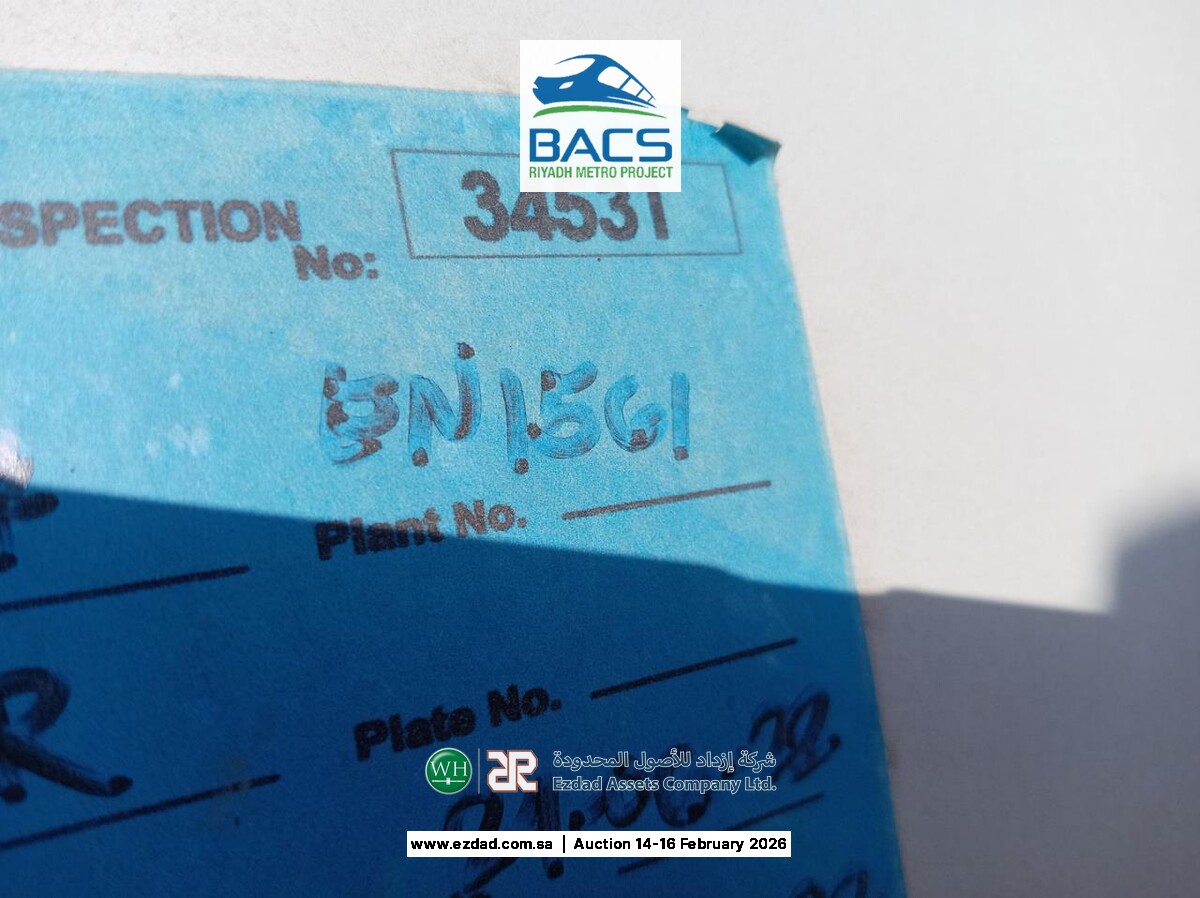 BACS
RIYADH METRO PROJECT
SPECTION
No: 34531
BN1561
Plant No.
Plate No.
WH
شركة إزداد للأصول المحدودة
Ezdad Assets Company Ltd.
www.ezdad.com.sa | Auction 14-16 February 2026